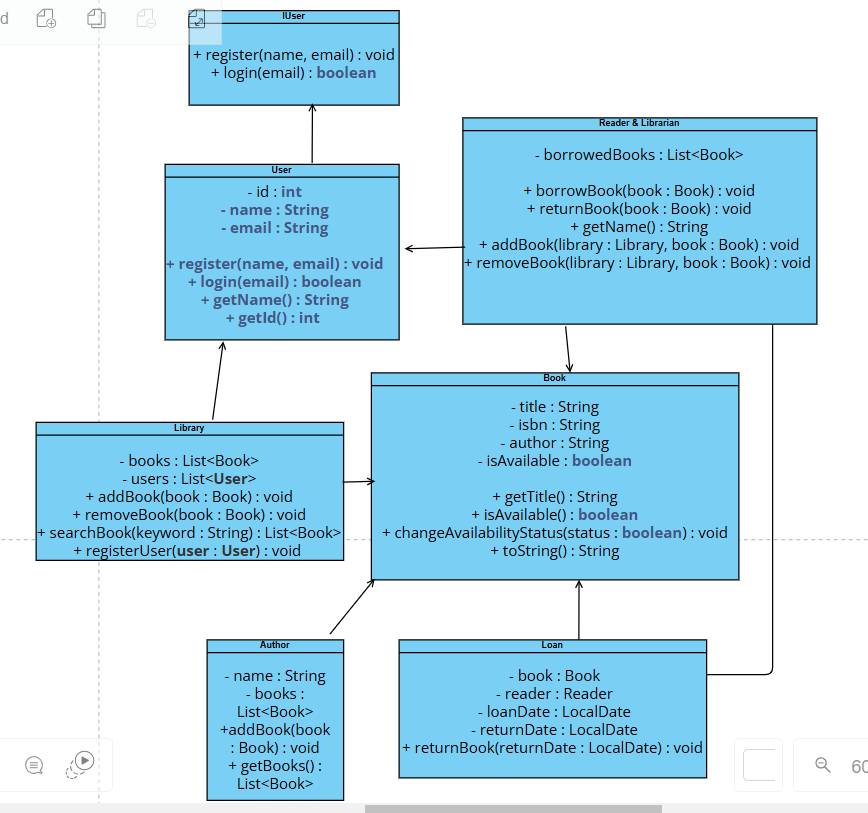 d
IUser
+ register(name, email) : void
+ login(email) : boolean
Reader & Librarian
- borrowedBooks : List<Book>
+ borrowBook(book : Book) : void
+ returnBook(book : Book) : void
+ getName() : String
+ addBook(library : Library, book : Book) : void
+ removeBook(library : Library, book : Book) : void
User
- id : int
- name : String
- email : String
+ register(name, email) : void
+ login(email) : boolean
+ getName() : String
+ getId() : int
Book
- title : String
- isbn : String
- author : String
- isAvailable : boolean
+ getTitle() : String
+ isAvailable() : boolean
+ changeAvailabilityStatus(status : boolean) : void
+ toString() : String
Library
- books : List<Book>
- users : List<User>
+ addBook(book : Book) : void
+ removeBook(book : Book) : void
+ searchBook(keyword : String) : List<Book>
+ registerUser(user : User) : void
Author
- name : String
- books :
List<Book>
+addBook(book
: Book) : void
+ getBooks() :
List<Book>
Loan
- book : Book
- reader : Reader
- loanDate : LocalDate
- returnDate : LocalDate
+ returnBook(returnDate : LocalDate) : void
60